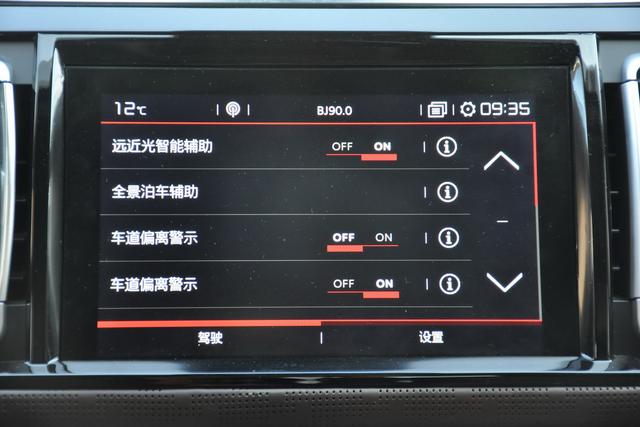 12℃ BJ90.0 09:35
远近光智能辅助 OFF ON
全景泊车辅助
车道偏离警示 OFF ON
车道偏离警示 OFF ON
驾驶 设置